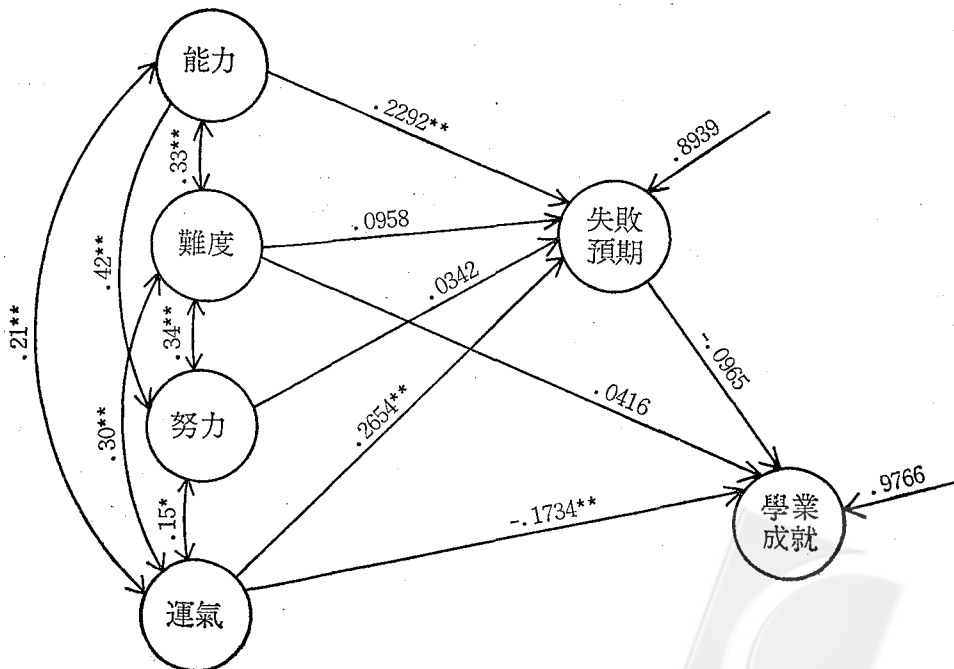 能力
.2292**
.8939
.33**
失敗
預期
難度
.0958
.42**
.0342
.21**
.34**
-.0965
.30**
努力
.2654**
.0416
.15*
-.1734**
.9766
學業
成就
運氣